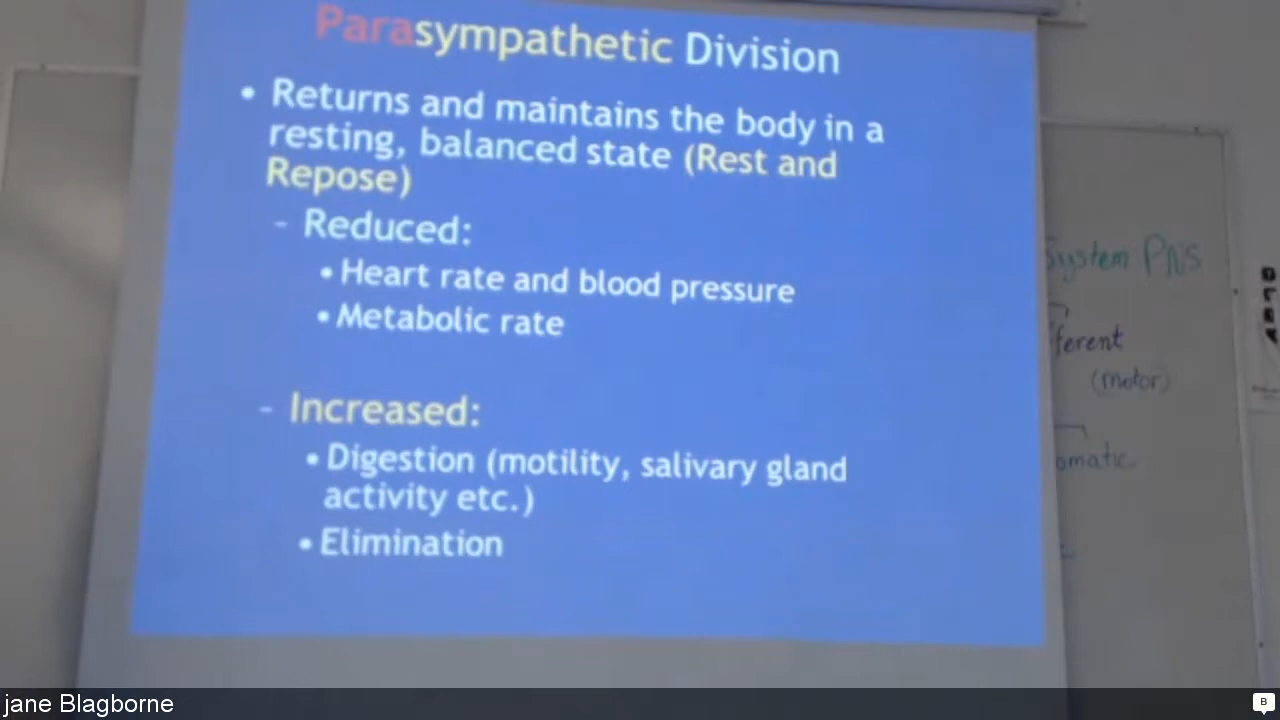 Parasympathetic Division
• Returns and maintains the body in a
resting, balanced state (Rest and
Repose)
- Reduced:
• Heart rate and blood pressure
• Metabolic rate
- Increased:
• Digestion (motility, salivary gland
activity etc.)
• Elimination
System PNS
fferent
(motor)
omatic
jane Blagborne
B